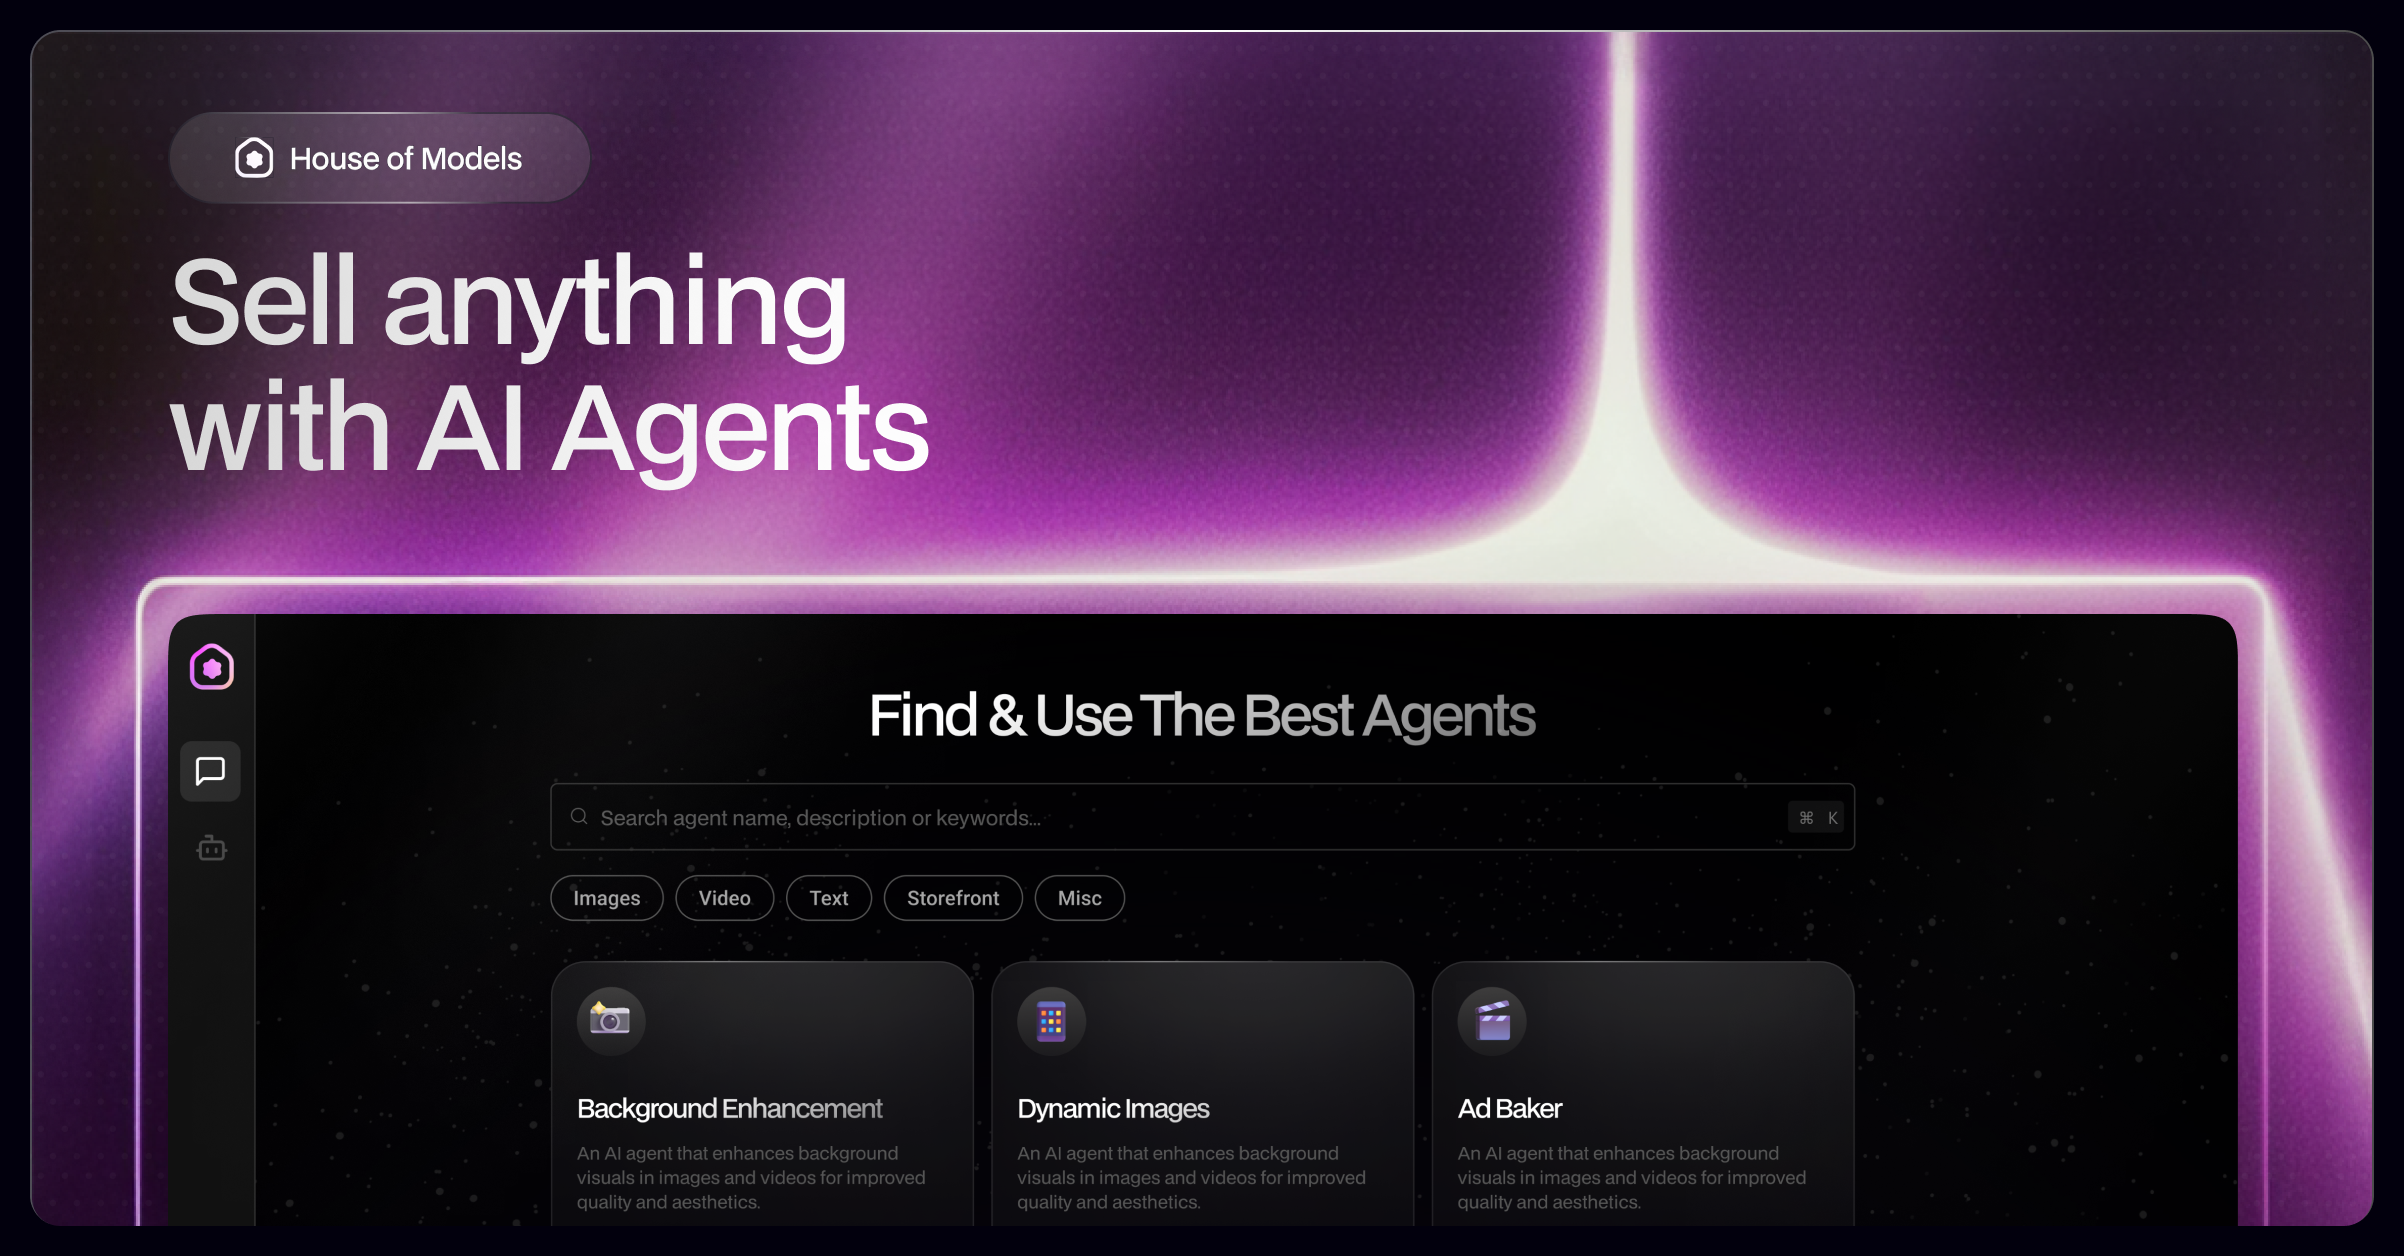 House of Models
Sell anything
with AI Agents
Find & Use The Best Agents
Search agent name, description or keywords...
⌘ K
Images
Video
Text
Storefront
Misc
Background Enhancement
An AI agent that enhances background
visuals in images and videos for improved
quality and aesthetics.
Dynamic Images
An AI agent that enhances background
visuals in images and videos for improved
quality and aesthetics.
Ad Baker
An AI agent that enhances background
visuals in images and videos for improved
quality and aesthetics.